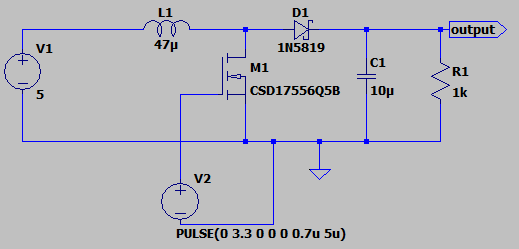 L1
D1
output
47µ
1N5819
V1
M1
C1
R1
5
CSD17556Q5B
10µ
1k
V2
PULSE(0 3.3 0 0 0 0.7u 5u)